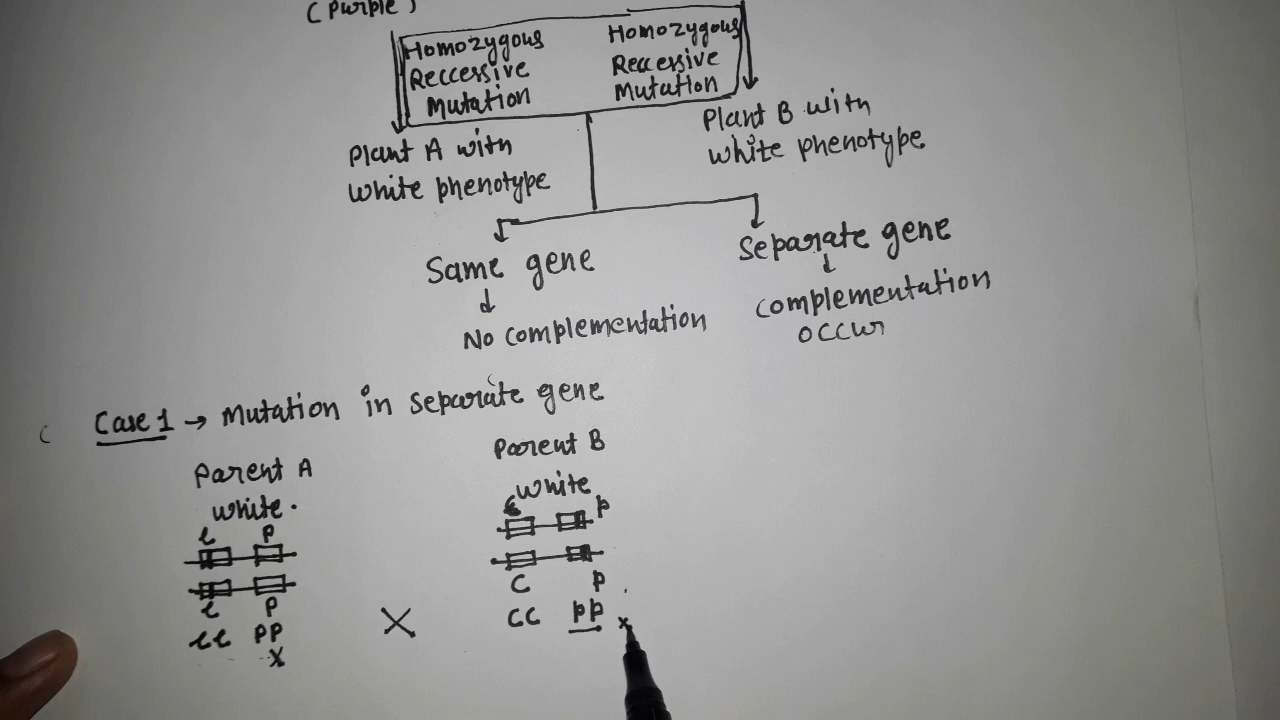 (Purple)
Homozygous
Reccessive
Mutation
Homozygous
Reccessive
Mutation
Plant A with
white phenotype
Plant B with
white phenotype
Same gene
Separate gene
No complementation
complementation
occur
Case 1 → Mutation in separate gene
Parent A
white.
Parent B
white
c P
c P
cc PP
x
X
C p
C p
CC pp x